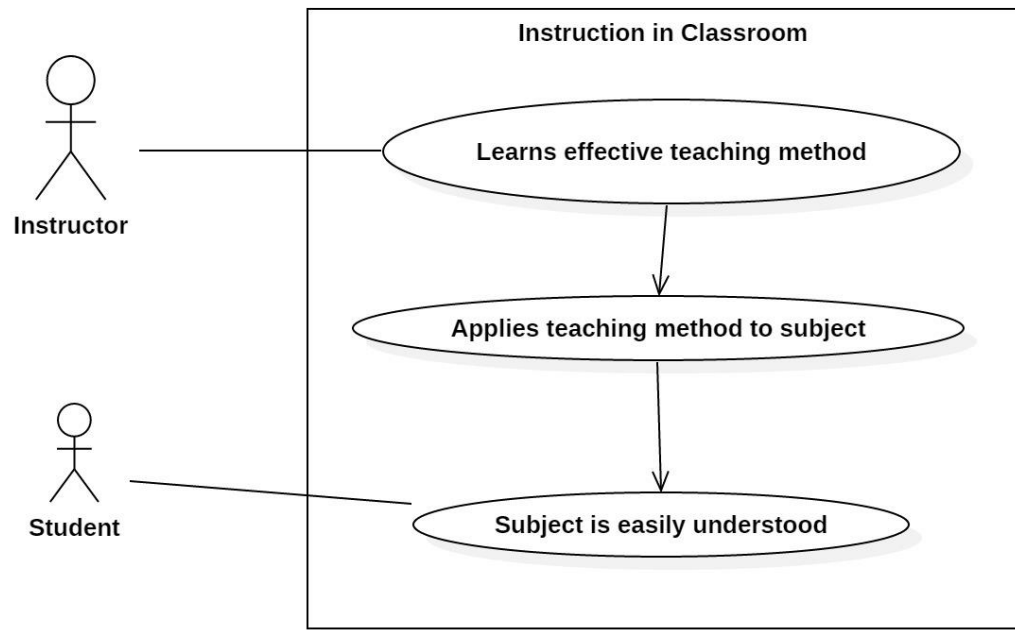 Instruction in Classroom
Learns effective teaching method
Instructor
Applies teaching method to subject
Student
Subject is easily understood